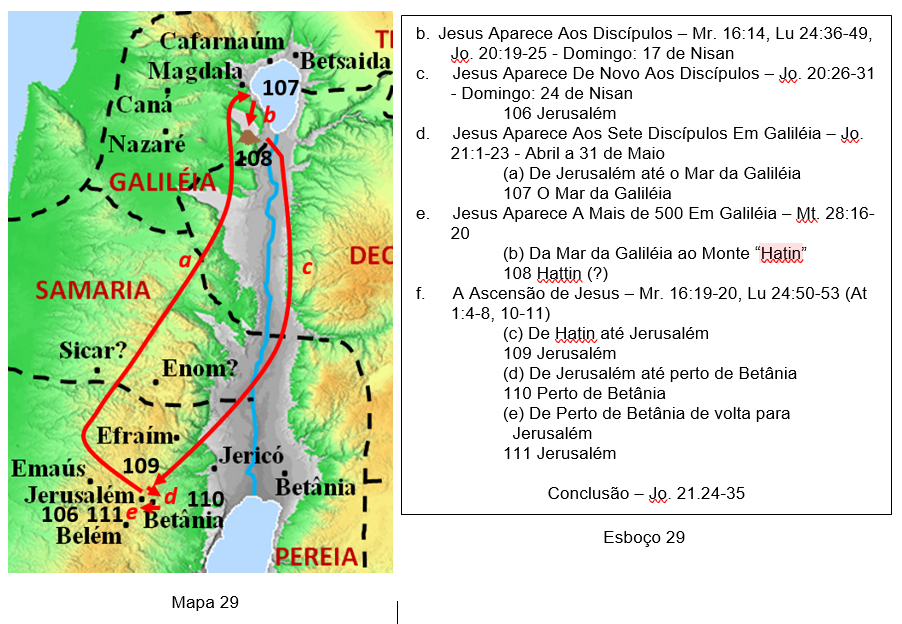 Cafarnaúm
TI
Betsaida
Magdala
107
Caná
b
Nazaré
108
GALILÉIA
DEC
a
c
SAMARIA
Sicar?
Enom?
Efraím
Emaús
109
Jericó
Jerusalém
d
110
Betânia
106 111
e
Betânia
Belém
PEREIA
Mapa 29
b. Jesus Aparece Aos Discípulos – Mr. 16:14, Lu 24:36-49,
Jo. 20:19-25 - Domingo: 17 de Nisan
c. Jesus Aparece De Novo Aos Discípulos – Jo. 20:26-31
- Domingo: 24 de Nisan
106 Jerusalém
d. Jesus Aparece Aos Sete Discípulos Em Galiléia – Jo.
21:1-23 - Abril a 31 de Maio
(a) De Jerusalém até o Mar da Galiléia
107 O Mar da Galiléia
e. Jesus Aparece A Mais de 500 Em Galiléia – Mt. 28:16-
20
(b) Da Mar da Galiléia ao Monte “Hatin”
108 Hattin (?)
f. A Ascensão de Jesus – Mr. 16:19-20, Lu 24:50-53 (At
1:4-8, 10-11)
(c) De Hatin até Jerusalém
109 Jerusalém
(d) De Jerusalém até perto de Betânia
110 Perto de Betânia
(e) De Perto de Betânia de volta para
Jerusalém
111 Jerusalém
Conclusão – Jo. 21.24-35
Esboço 29